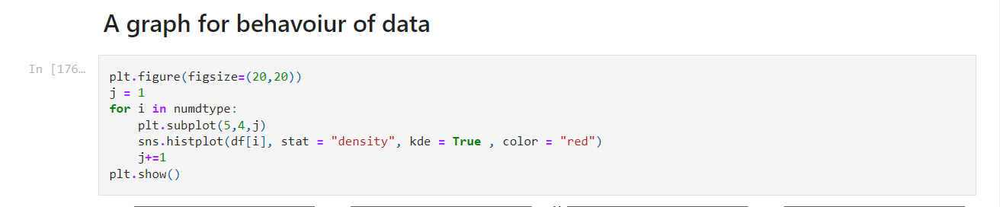 A graph for behavoiur of data
In [176…
plt.figure(figsize=(20,20))
j = 1
for i in numdtype:
    plt.subplot(5,4,j)
    sns.histplot(df[i], stat = "density", kde = True , color = "red")
    j+=1
plt.show()